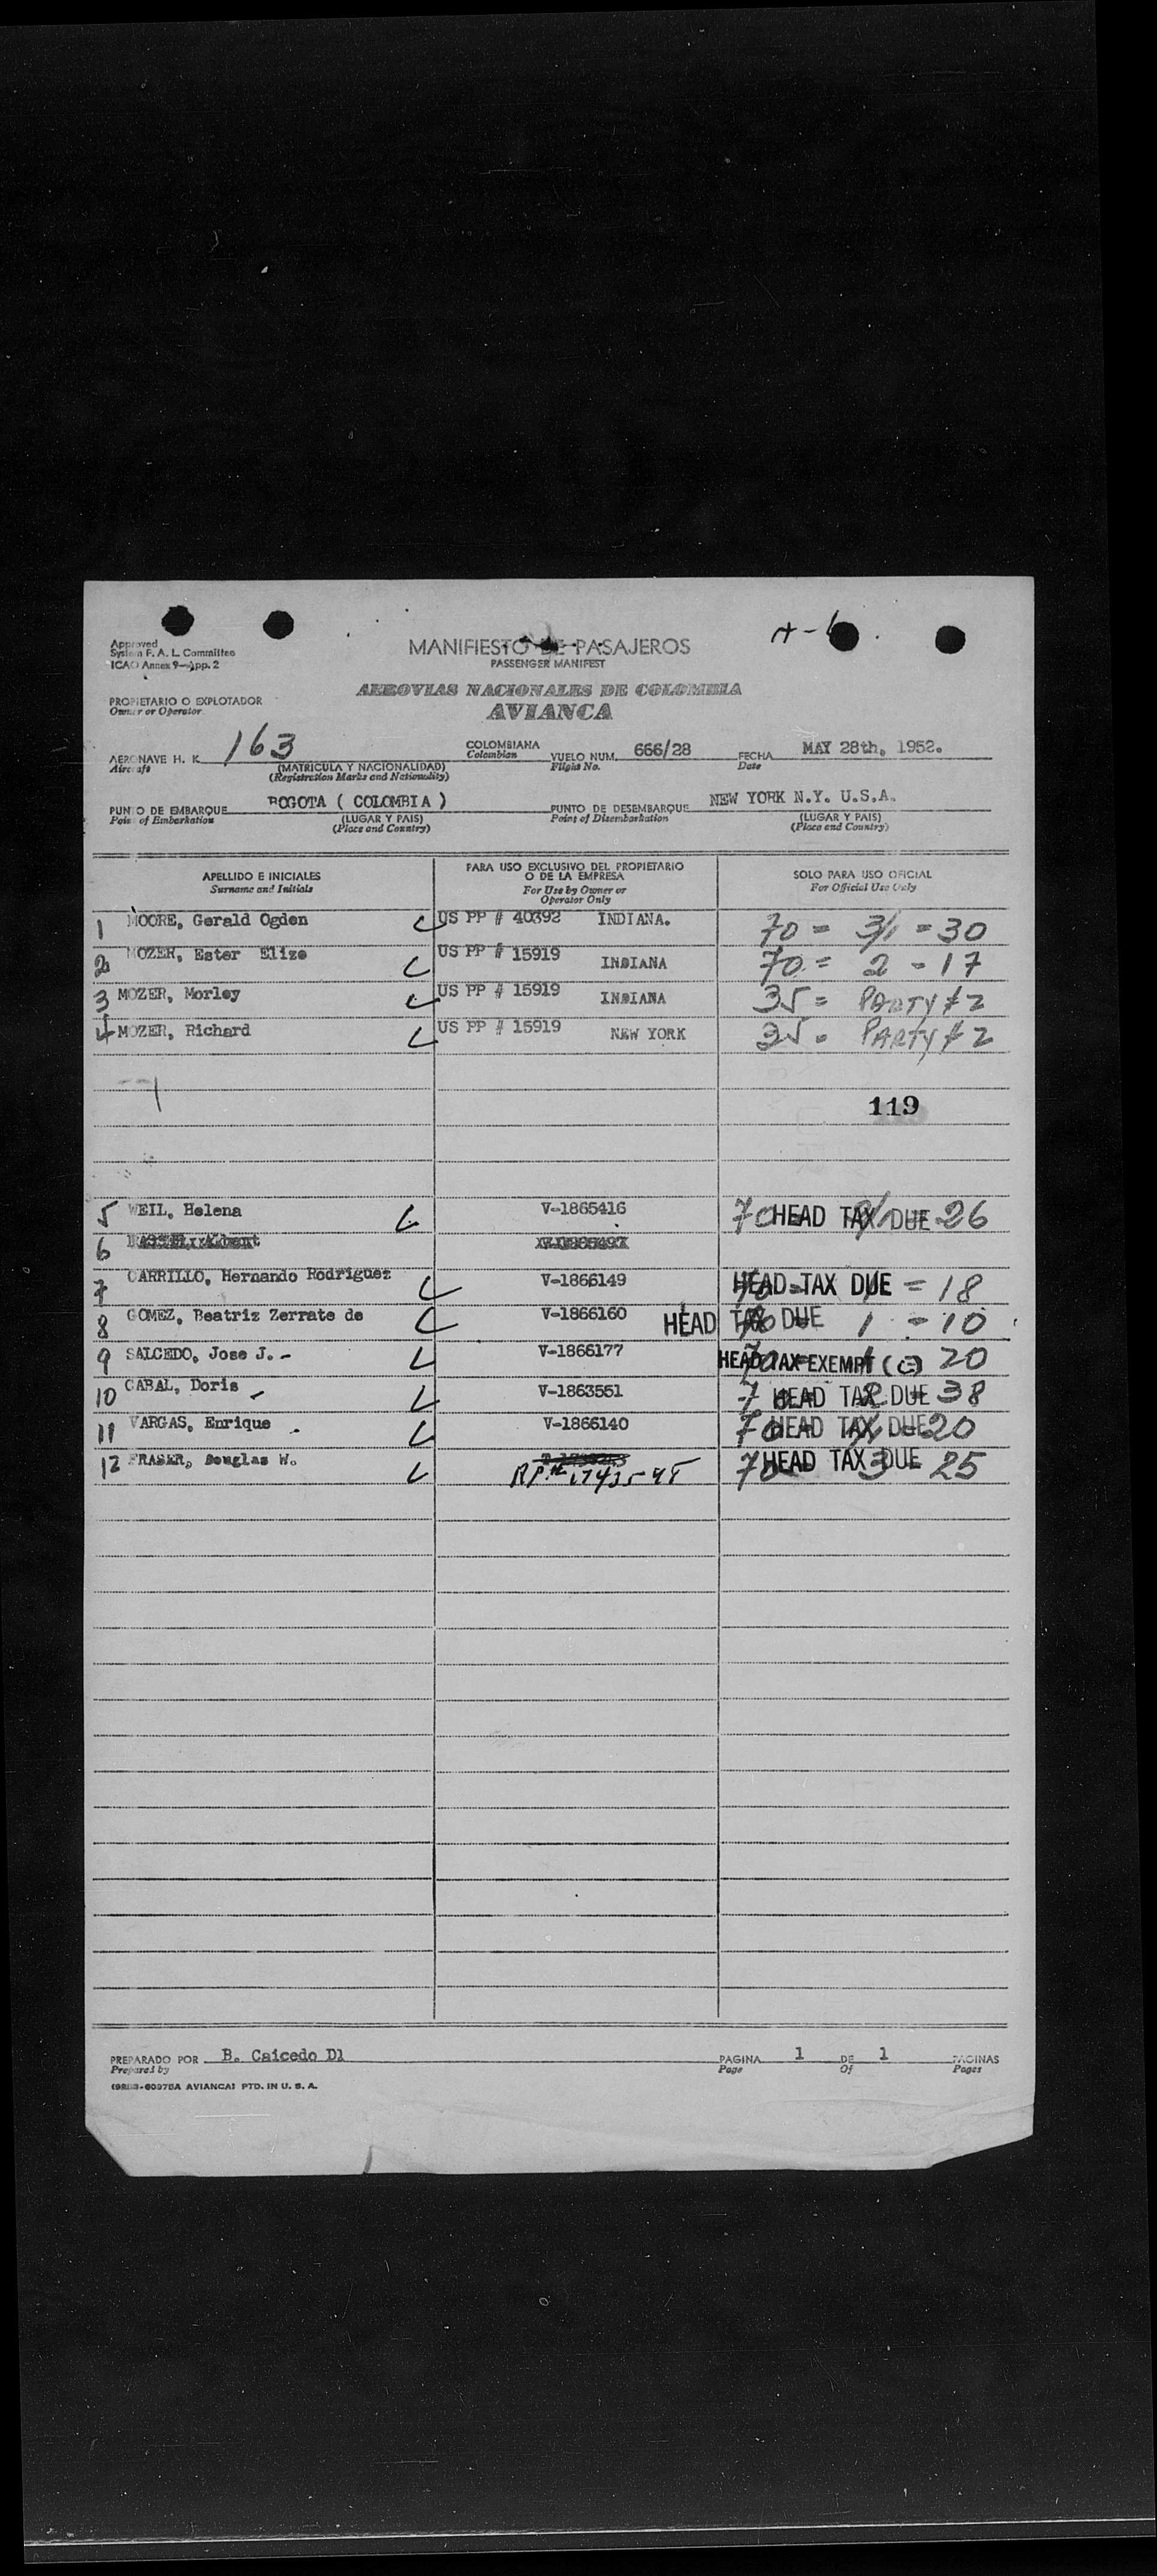 A-6
Approved
System F. A. L. Committee
ICAO Annex 9—App. 2
MANIFIESTO DE PASAJEROS
PASSENGER MANIFEST
PROPIETARIO O EXPLOTADOR
Owner or Operator
AEROVIAS NACIONALES DE COLOMBIA
AVIANCA
AERONAVE H. K. 163 COLOMBIANA VUELO NUM. 666/28 FECHA MAY 28th, 1952.
Aircraft (MATRICULA Y NACIONALIDAD) Colombian Flight No. Date
(Registration Marks and Nationality)
PUNTO DE EMBARQUE BOGOTA ( COLOMBIA ) PUNTO DE DESEMBARQUE NEW YORK N.Y. U.S.A.
Point of Embarkation (LUGAR Y PAIS) Point of Disembarkation (LUGAR Y PAIS)
(Place and Country) (Place and Country)
APELLIDO E INICIALES PARA USO EXCLUSIVO DEL PROPIETARIO O DE LA EMPRESA SOLO PARA USO OFICIAL
Surname and Initials For Use by Owner or Operator Only For Official Use Only
1 MOORE, Gerald Ogden US PP # 40392 INDIANA. 70 = 3/1 = 30
2 MOZER, Ester Elize US PP # 15919 INDIANA 70 = 2 - 17
3 MOZER, Morley US PP # 15919 INDIANA 35 = PARTY # 2
4 MOZER, Richard US PP # 15919 NEW YORK 35 = PARTY # 2
119
5 WEIL, Helena V-1865416 70 HEAD TAX DUE 26
6
7 CARRILLO, Hernando Rodriguez V-1866149 HEAD TAX DUE = 18
8 GOMEZ, Beatriz Zerrate de V-1866160 HEAD TAX DUE 1 - 10
9 SALCEDO, Jose J. - V-1866177 HEAD TAX EXEMPT (C) 20
10 CABAL, Doris V-1863551 7 HEAD TAX DUE 38
11 VARGAS, Enrique V-1866140 70 HEAD TAX DUE 20
12 FRASER, Douglas W. 70 HEAD TAX 3 DUE 25
PREPARADO POR B. Caicedo Dl PAGINA 1 DE 1 PAGINAS
Prepared by Page Of Pages
AVIANCA) PTD. IN U. S. A.